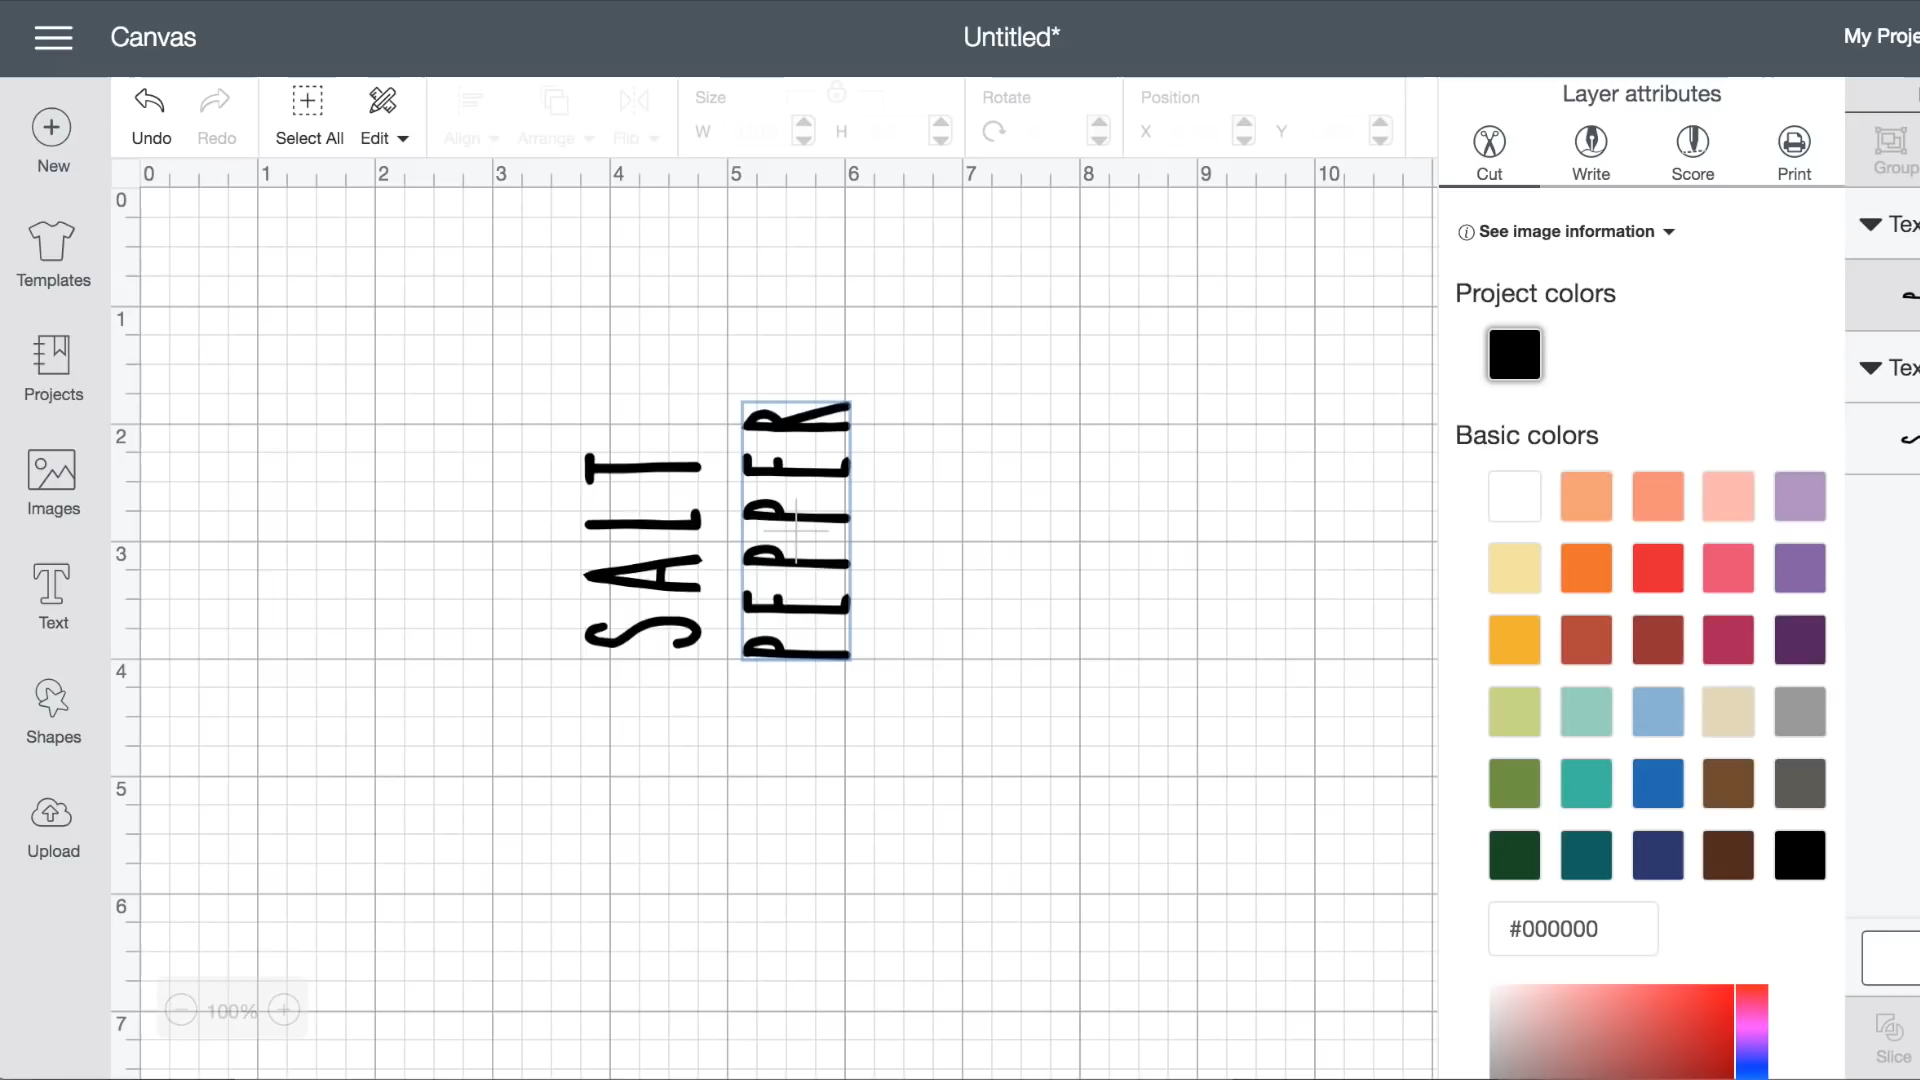 Canvas
Untitled*
My Proje
Undo
Redo
Select All
Edit
Align
Arrange
Flip
Size
W
H
Rotate
Position
X
Y
Layer attributes
Cut
Write
Score
Print
Group
New
Templates
Projects
Images
Text
Shapes
Upload
0 1 2 3 4 5 6 7 8 9 10
0
1
2
3
4
5
6
7
SALT
PEPPER
100%
See image information
Project colors
Basic colors
#000000
Tex
Tex
Slice